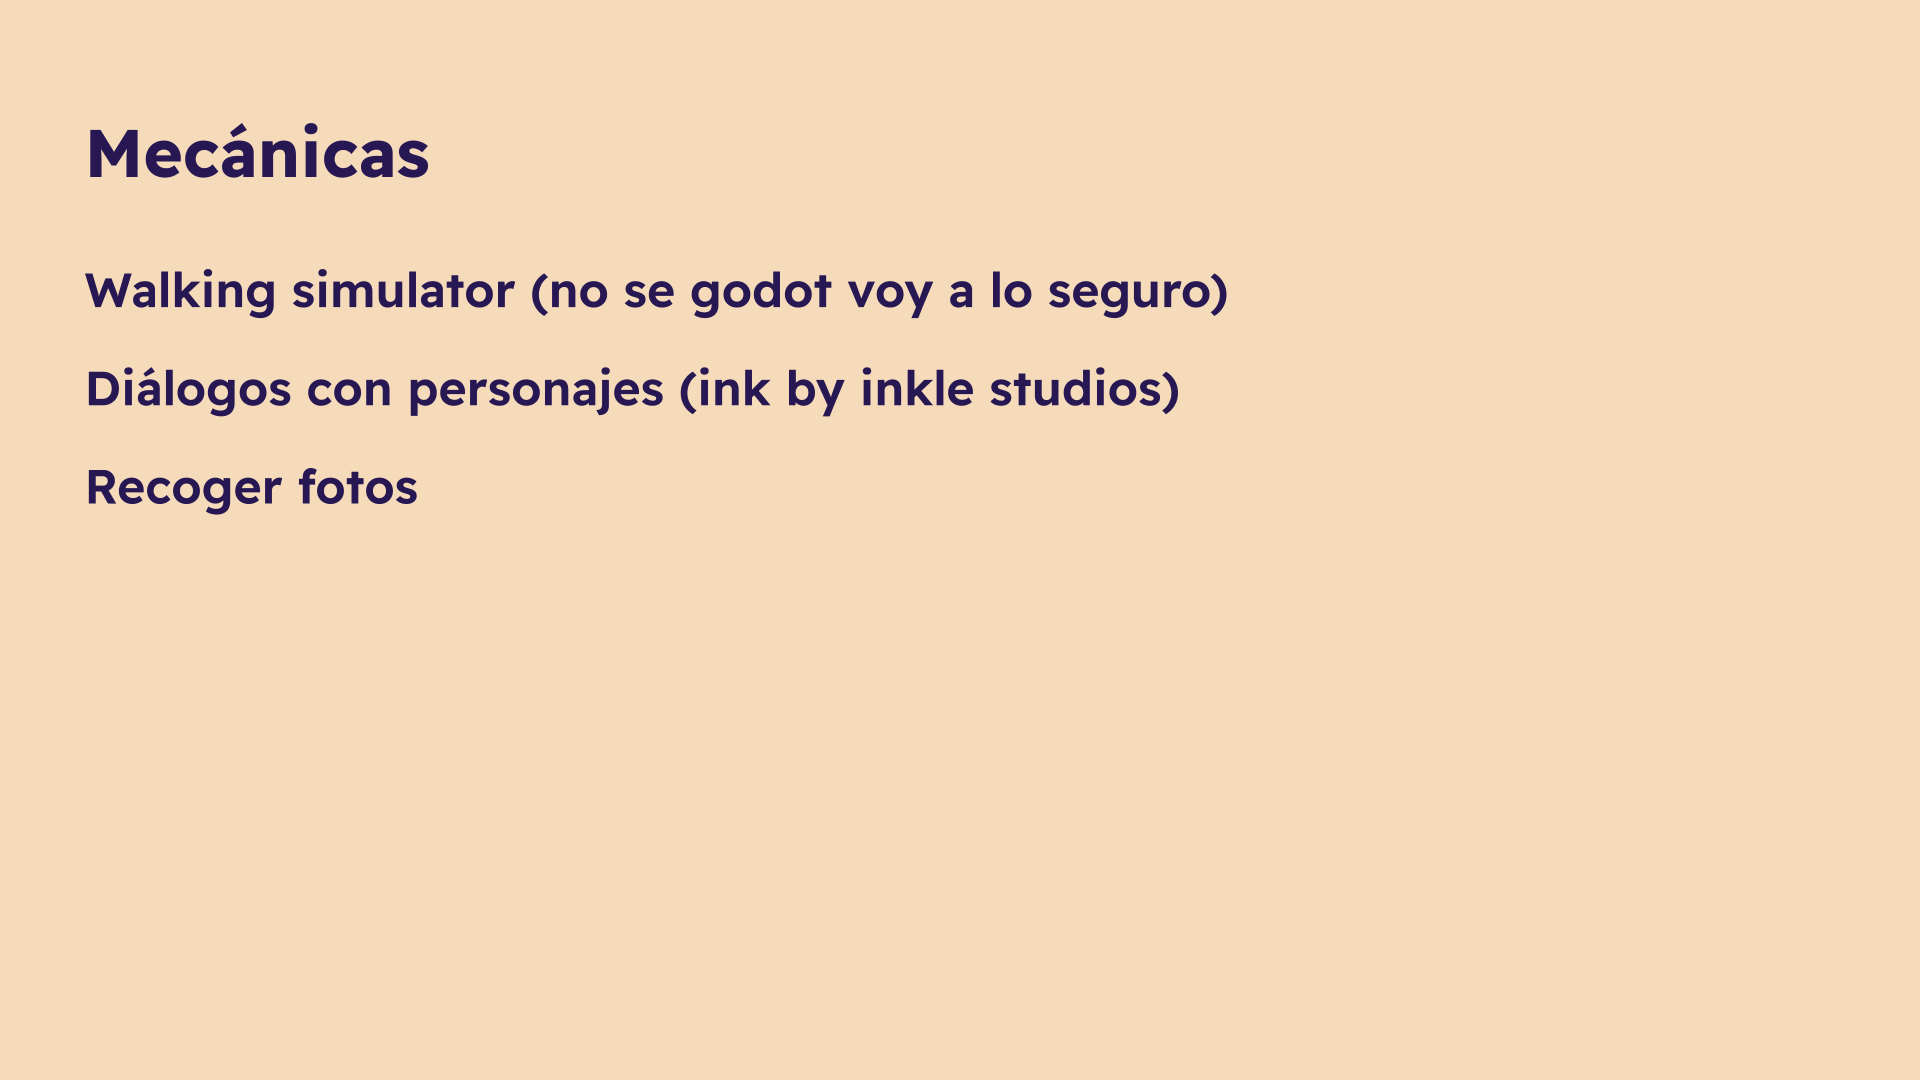 Mecánicas
Walking simulator (no se godot voy a lo seguro)
Diálogos con personajes (ink by inkle studios)
Recoger fotos